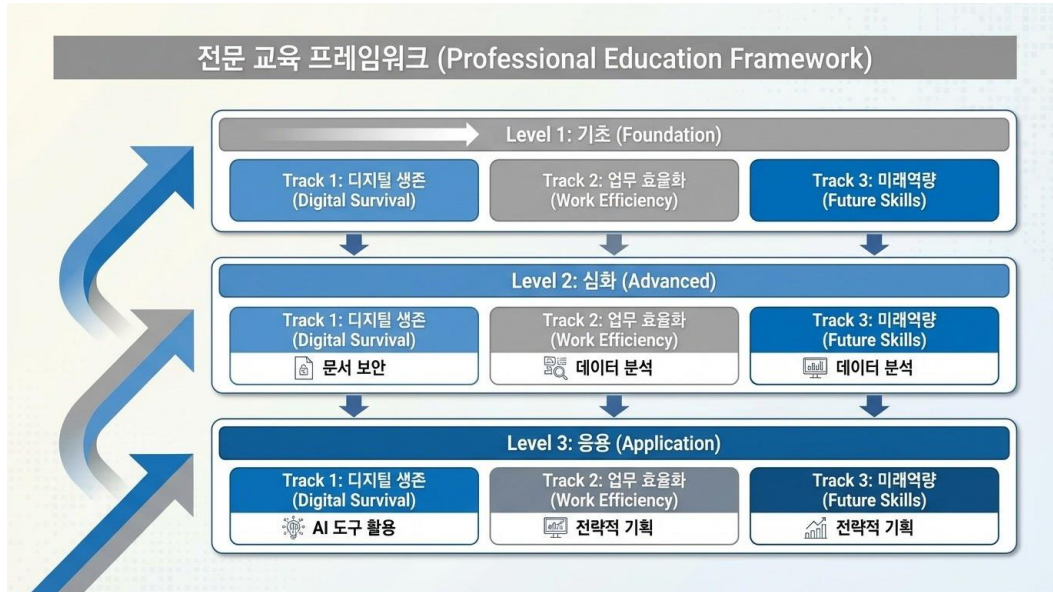 전문 교육 프레임워크 (Professional Education Framework)
Level 1: 기초 (Foundation)
Track 1: 디지털 생존
(Digital Survival)
Track 2: 업무 효율화
(Work Efficiency)
Track 3: 미래역량
(Future Skills)
Level 2: 심화 (Advanced)
Track 1: 디지털 생존
(Digital Survival)
문서 보안
Track 2: 업무 효율화
(Work Efficiency)
데이터 분석
Track 3: 미래역량
(Future Skills)
데이터 분석
Level 3: 응용 (Application)
Track 1: 디지털 생존
(Digital Survival)
AI 도구 활용
Track 2: 업무 효율화
(Work Efficiency)
전략적 기획
Track 3: 미래역량
(Future Skills)
전략적 기획